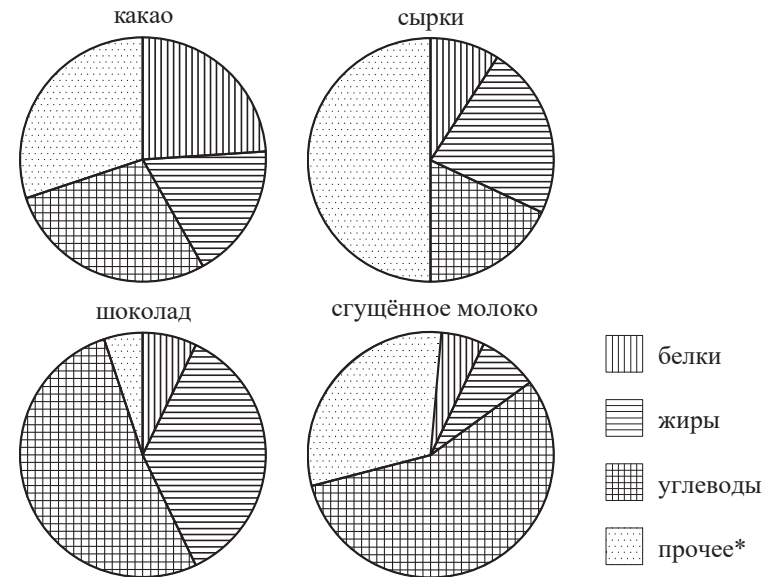 какао
сырки
шоколад
сгущённое молоко
белки
жиры
углеводы
прочее*